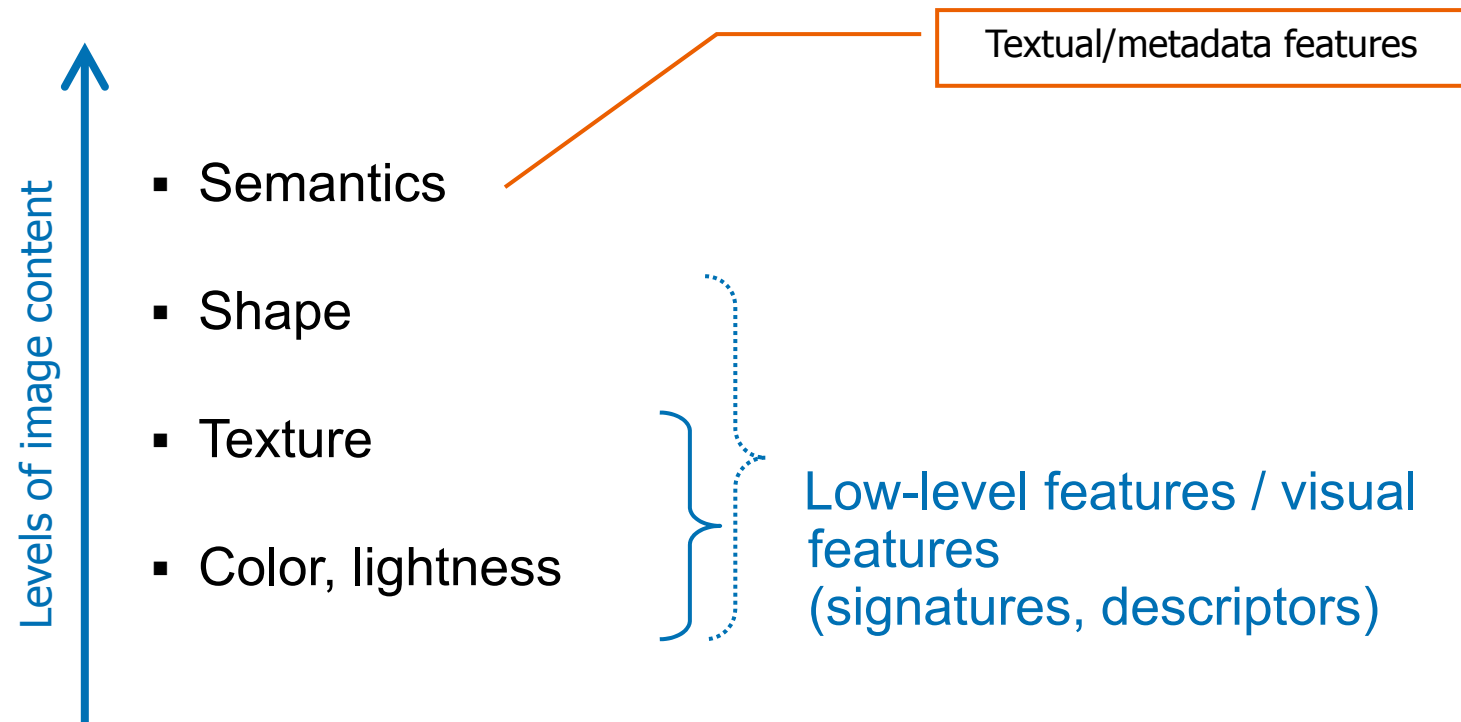 Textual/metadata features
Levels of image content
▪ Semantics
▪ Shape
▪ Texture
▪ Color, lightness
Low-level features / visual
features
(signatures, descriptors)